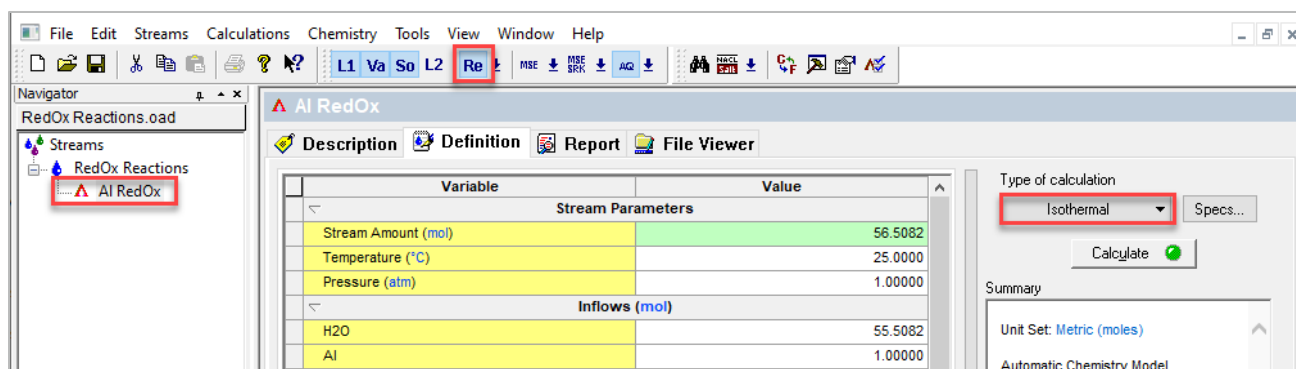 File Edit Streams Calculations Chemistry Tools View Window Help
L1 Va So L2 Re MSE MSE SRK AQ
Navigator
RedOx Reactions.oad
Streams
RedOx Reactions
Al RedOx
Al RedOx
Description Definition Report File Viewer
Variable Value
Stream Parameters
Stream Amount (mol) 56.5082
Temperature (°C) 25.0000
Pressure (atm) 1.00000
Inflows (mol)
H2O 55.5082
Al 1.00000
Type of calculation
Isothermal Specs...
Calculate
Summary
Unit Set: Metric (moles)
Automatic Chemistry Model